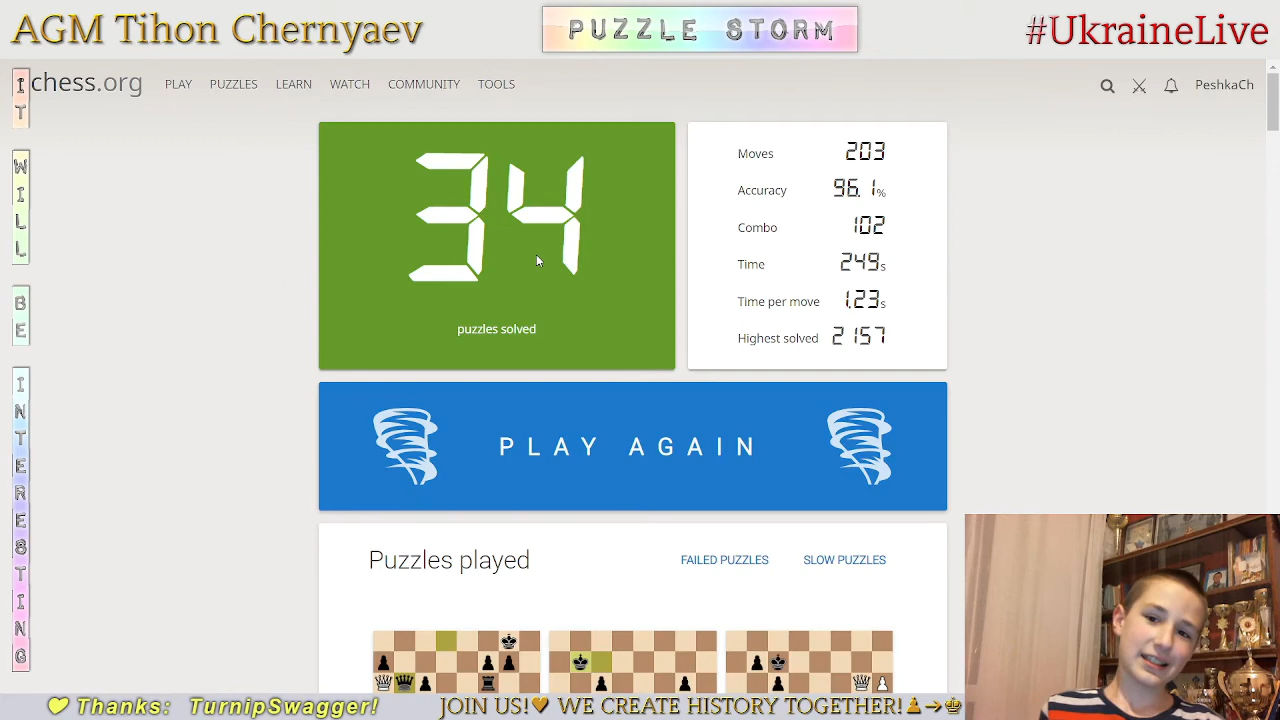 AGM Tihon Chernyaev
PUZZLE STORM
#UkraineLive
chess.org
PLAY
PUZZLES
LEARN
WATCH
COMMUNITY
TOOLS
PeshkaCh
IT
WILL
BE
INTERESTING
34
puzzles solved
Moves 203
Accuracy 96.1%
Combo 102
Time 249s
Time per move 1.23s
Highest solved 2157
PLAY AGAIN
Puzzles played
FAILED PUZZLES
SLOW PUZZLES
Thanks: TurnipSwagger!
JOIN US!♥ WE CREATE HISTORY TOGETHER!♟→♚